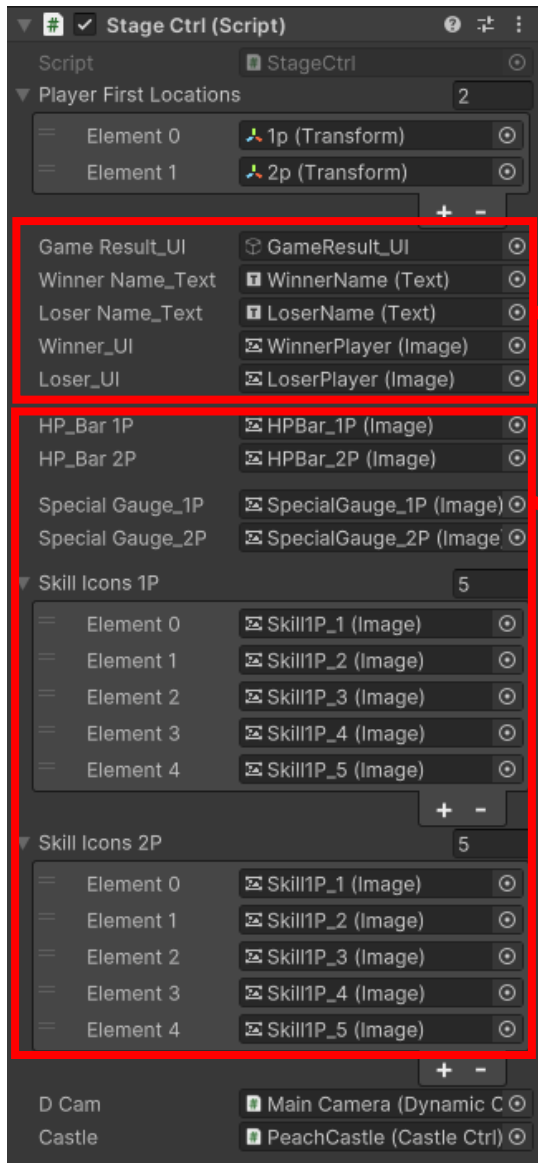 Stage Ctrl (Script)
Script StageCtrl
Player First Locations 2
Element 0 1p (Transform)
Element 1 2p (Transform)
+ -
Game Result_UI GameResult_UI
Winner Name_Text WinnerName (Text)
Loser Name_Text LoserName (Text)
Winner_UI WinnerPlayer (Image)
Loser_UI LoserPlayer (Image)
HP_Bar 1P HPBar_1P (Image)
HP_Bar 2P HPBar_2P (Image)
Special Gauge_1P SpecialGauge_1P (Image)
Special Gauge_2P SpecialGauge_2P (Image
Skill Icons 1P 5
Element 0 Skill1P_1 (Image)
Element 1 Skill1P_2 (Image)
Element 2 Skill1P_3 (Image)
Element 3 Skill1P_4 (Image)
Element 4 Skill1P_5 (Image)
+ -
Skill Icons 2P 5
Element 0 Skill1P_1 (Image)
Element 1 Skill1P_2 (Image)
Element 2 Skill1P_3 (Image)
Element 3 Skill1P_4 (Image)
Element 4 Skill1P_5 (Image)
+ -
D Cam Main Camera (Dynamic C
Castle PeachCastle (Castle Ctrl)